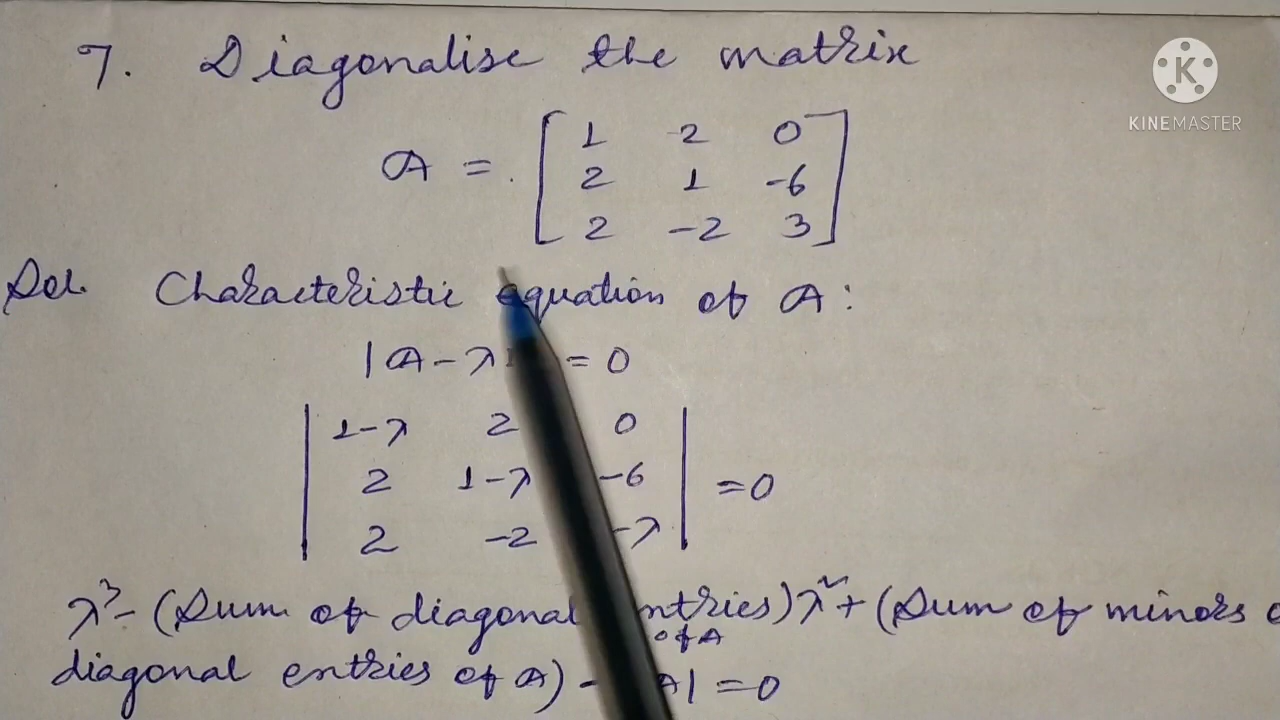 7. Diagonalise the matrix
A = [ 1 2 0
2 1 -6
2 -2 3 ]
Sol. Characteristic equation of A:
|A - λ = 0
| 1-λ 2 0 |
| 2 1-λ -6 | = 0
| 2 -2 -λ |
λ³ - (Sum of diagonal ntries)λ² + (Sum of minors
of A
diagonal entries of A) - A| = 0
K
KINEMASTER